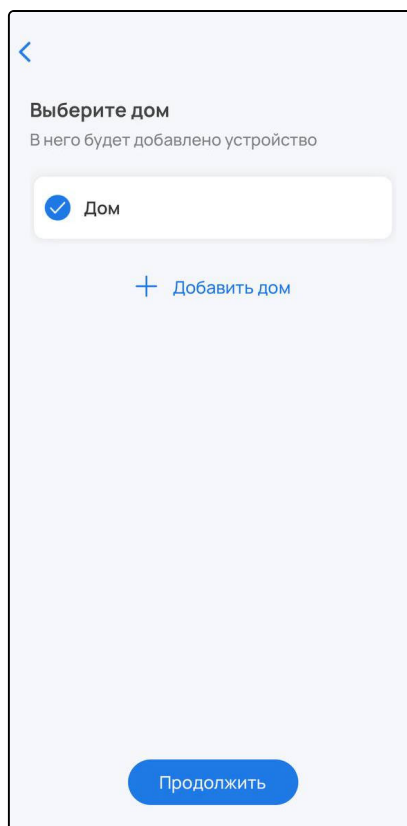 Выберите дом
В него будет добавлено устройство
Дом
Добавить дом
Продолжить